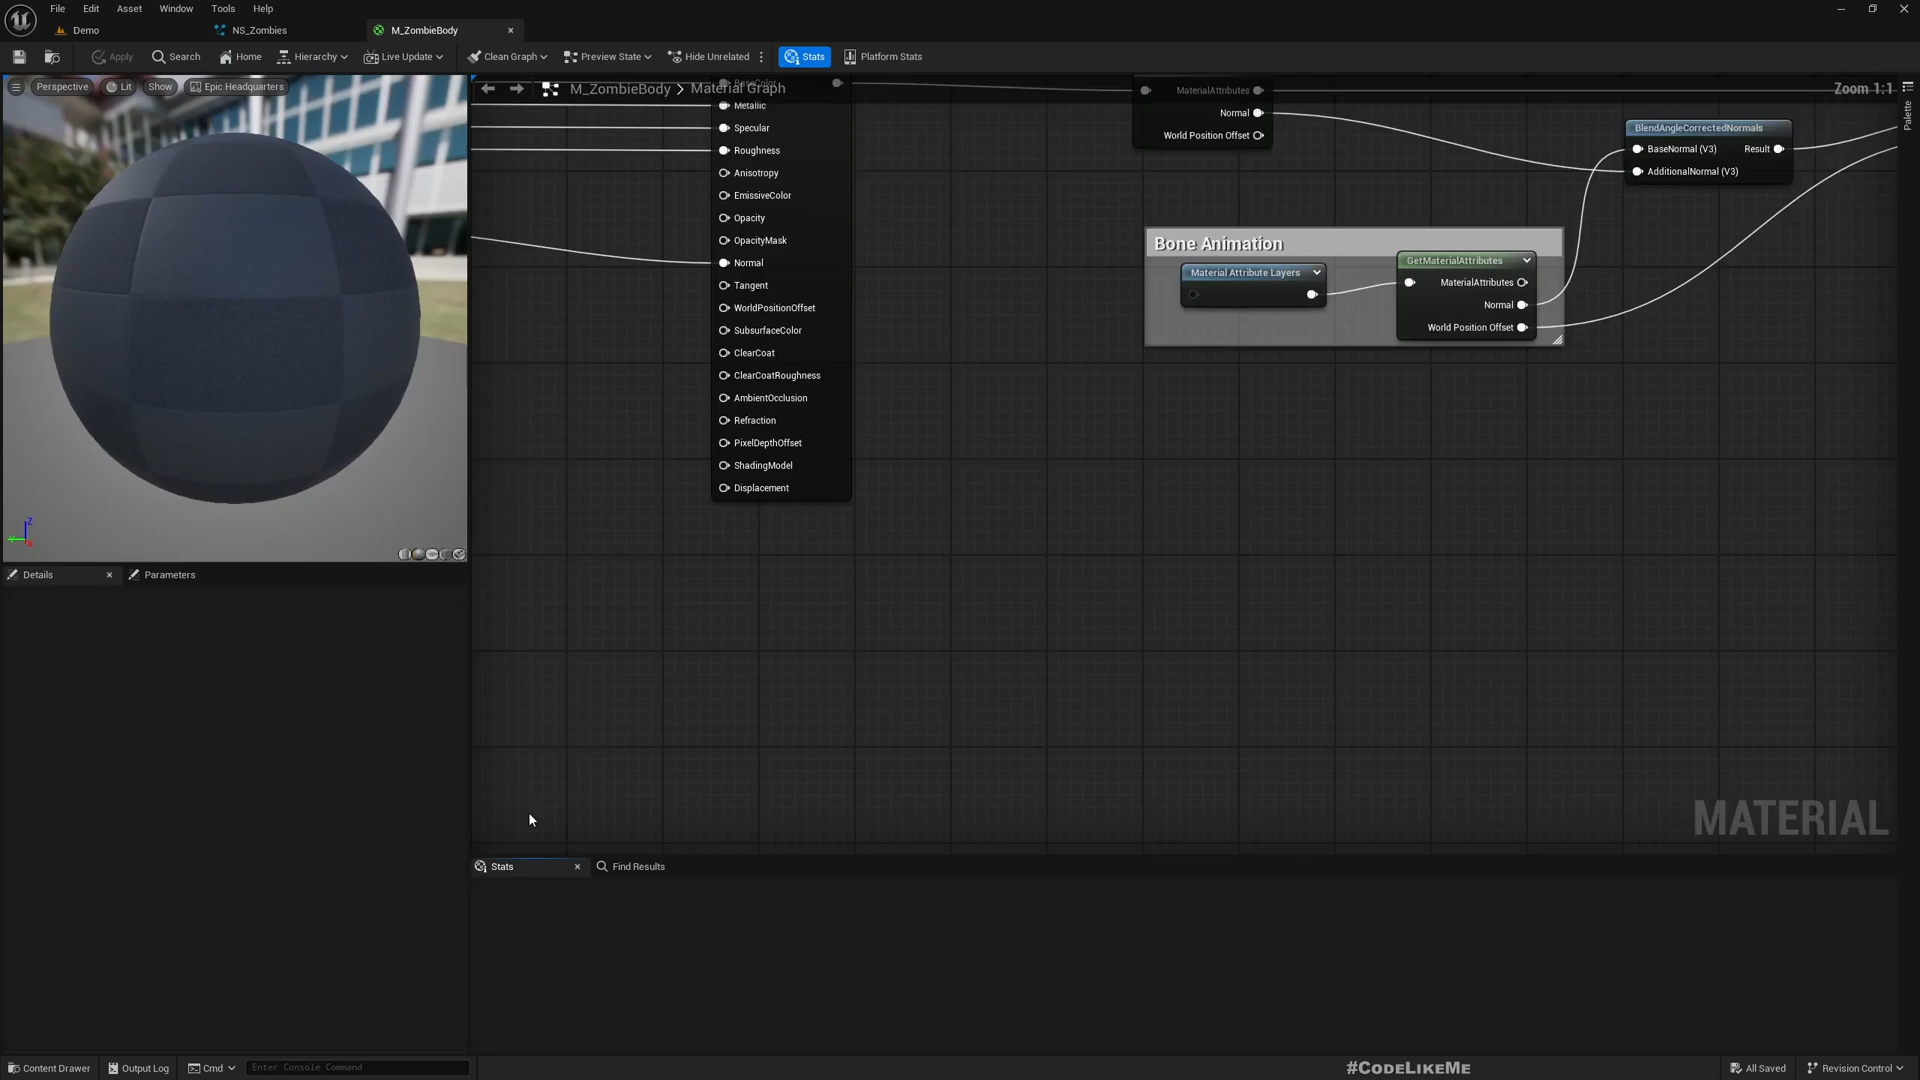 File Edit Asset Window Tools Help
Demo NS_Zombies M_ZombieBody
Apply Search Home Hierarchy Live Update Clean Graph Preview State Hide Unrelated Stats Platform Stats
Perspective Lit Show Epic Headquarters
M_ZombieBody > Material Graph
Zoom 1:1
Palette
BaseColor
Metallic
Specular
Roughness
Anisotropy
EmissiveColor
Opacity
OpacityMask
Normal
Tangent
WorldPositionOffset
SubsurfaceColor
ClearCoat
ClearCoatRoughness
AmbientOcclusion
Refraction
PixelDepthOffset
ShadingModel
Displacement
MaterialAttributes
Normal
World Position Offset
BlendAngleCorrectedNormals
BaseNormal (V3) Result
AdditionalNormal (V3)
Bone Animation
Material Attribute Layers
GetMaterialAttributes
MaterialAttributes
Normal
World Position Offset
MATERIAL
Z
Y
X
Details Parameters
Stats Find Results
Content Drawer Output Log Cmd Enter Console Command
#CodeLikeMe
All Saved Revision Control